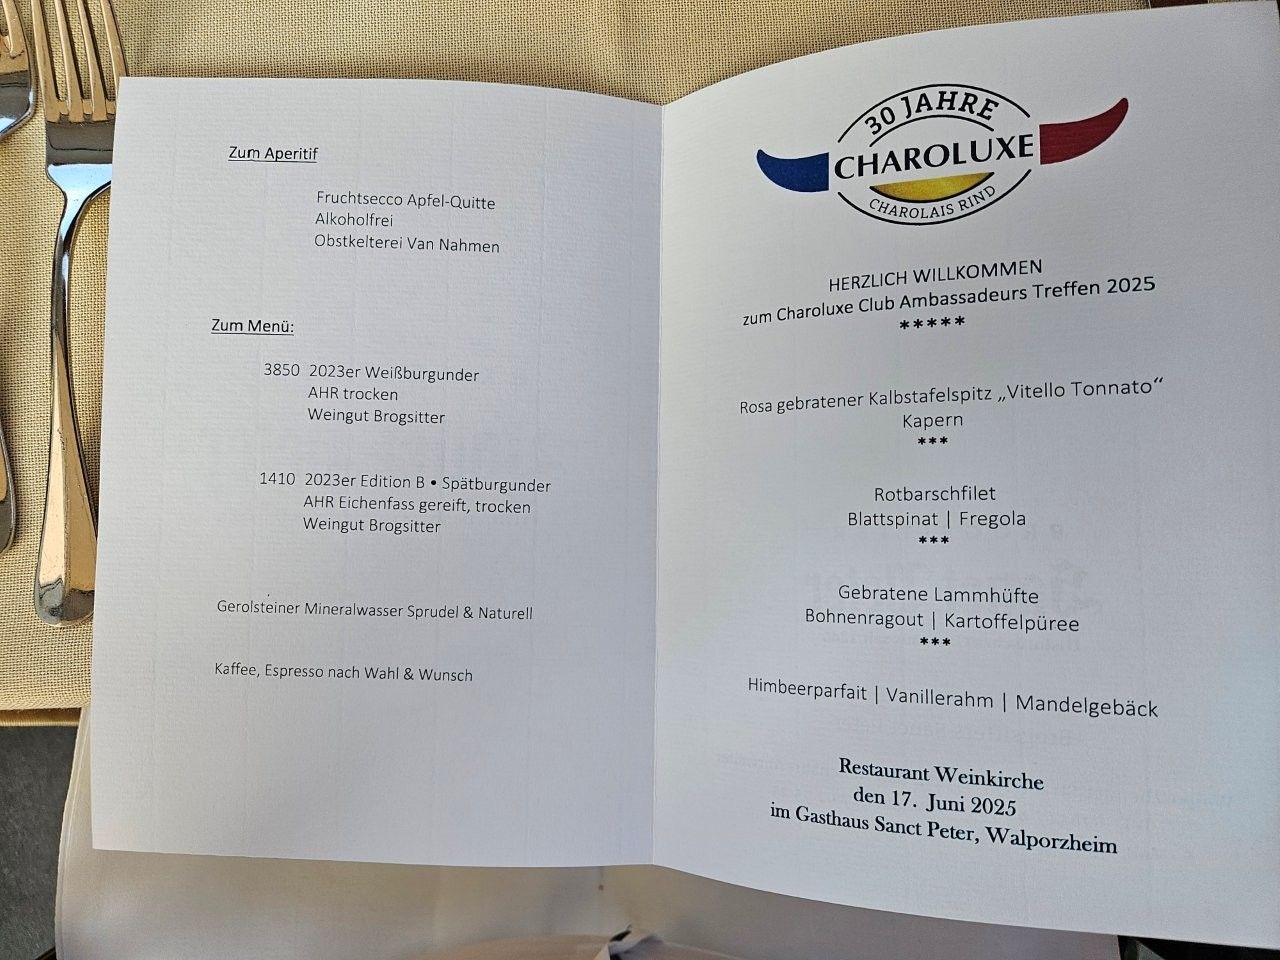 Zum Aperitif
Fruchtsecco Apfel-Quitte
Alkoholfrei
Obstkelterei Van Nahmen
Zum Menü:
3850 2023er Weißburgunder
AHR trocken
Weingut Brogsitter
1410 2023er Edition B • Spätburgunder
AHR Eichenfass gereift, trocken
Weingut Brogsitter
Gerolsteiner Mineralwasser Sprudel & Naturell
Kaffee, Espresso nach Wahl & Wunsch
30 JAHRE
CHAROLUXE
CHAROLAIS RIND
HERZLICH WILLKOMMEN
zum Charoluxe Club Ambassadeurs Treffen 2025
*****
Rosa gebratener Kalbstafelspitz „Vitello Tonnato“
Kapern
***
Rotbarschfilet
Blattspinat | Fregola
***
Gebratene Lammhüfte
Bohnenragout | Kartoffelpüree
***
Himbeerparfait | Vanillerahm | Mandelgebäck
Restaurant Weinkirche
den 17. Juni 2025
im Gasthaus Sanct Peter, Walporzheim